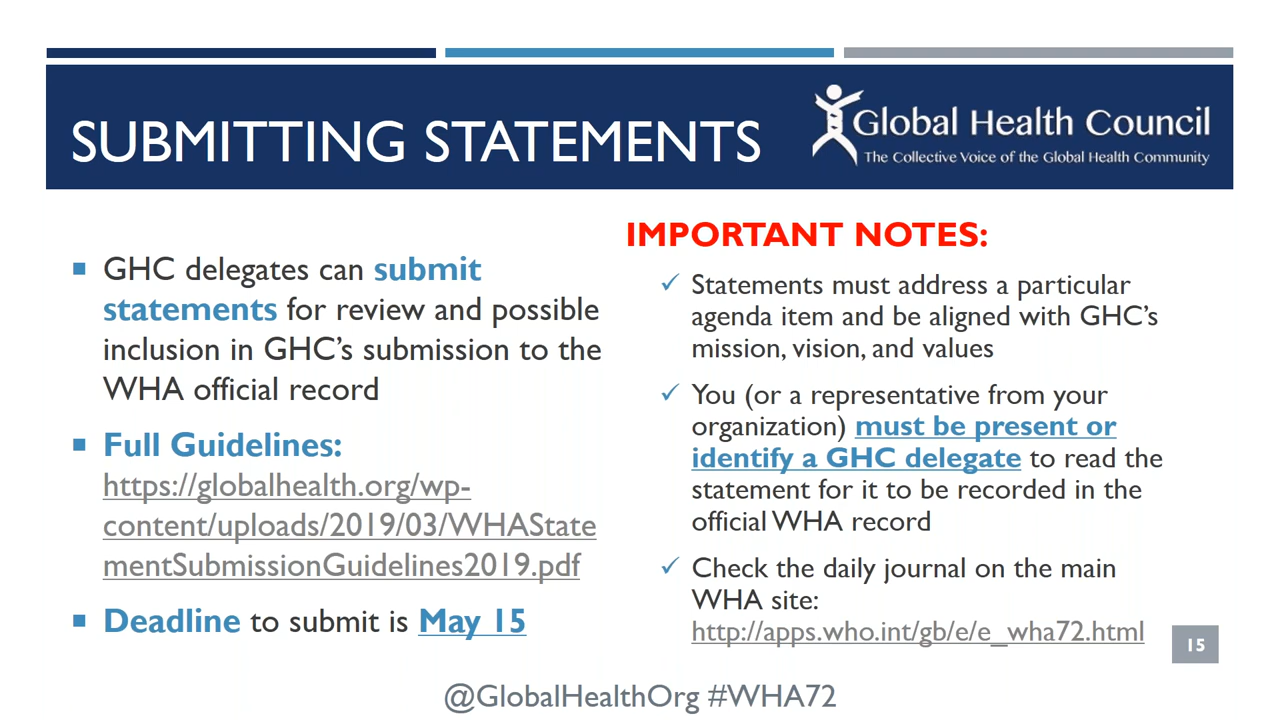 SUBMITTING STATEMENTS
Global Health Council
The Collective Voice of the Global Health Community
GHC delegates can submit
statements for review and possible
inclusion in GHC’s submission to the
WHA official record
Full Guidelines:
https://globalhealth.org/wp-
content/uploads/2019/03/WHAState
mentSubmissionGuidelines2019.pdf
Deadline to submit is May 15
IMPORTANT NOTES:
Statements must address a particular
agenda item and be aligned with GHC’s
mission, vision, and values
You (or a representative from your
organization) must be present or
identify a GHC delegate to read the
statement for it to be recorded in the
official WHA record
Check the daily journal on the main
WHA site:
http://apps.who.int/gb/e/e_wha72.html
15
@GlobalHealthOrg #WHA72